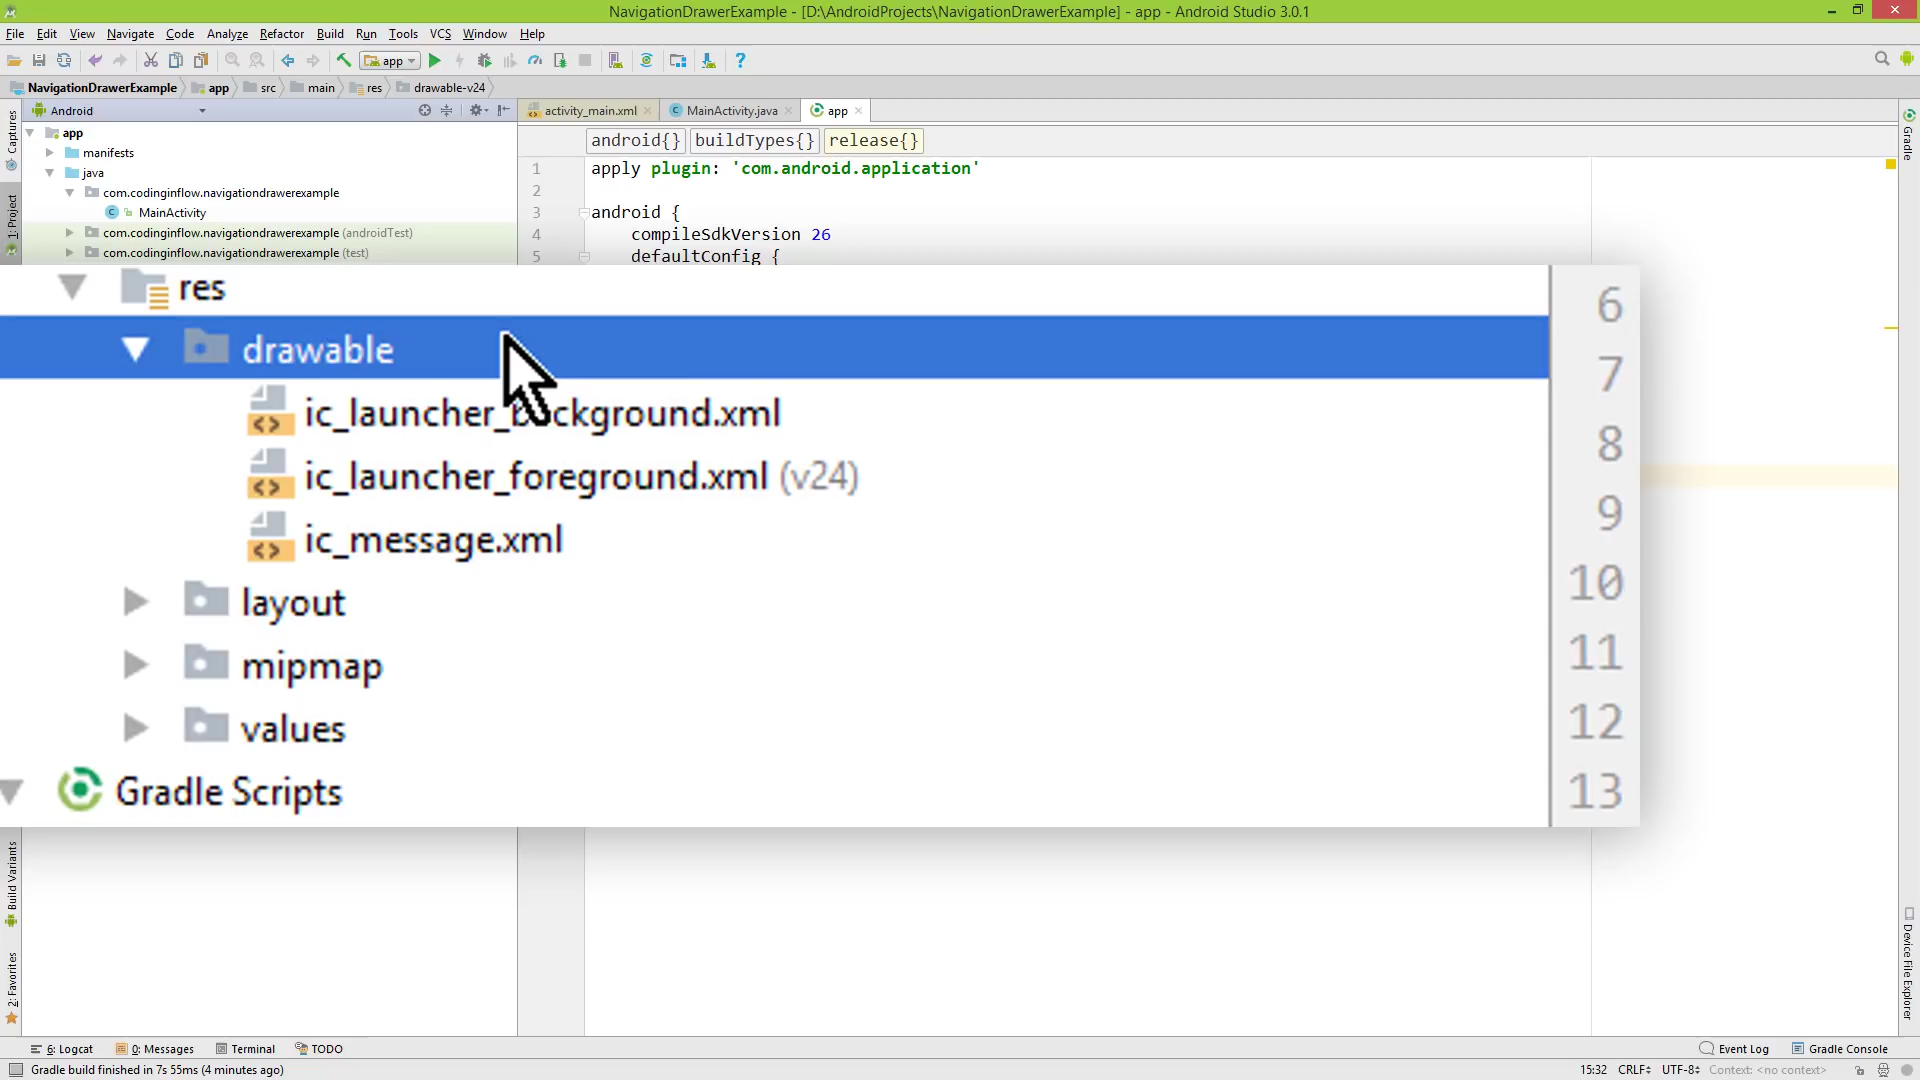 NavigationDrawerExample - [D:\AndroidProjects\NavigationDrawerExample] - app - Android Studio 3.0.1
File Edit View Navigate Code Analyze Refactor Build Run Tools VCS Window Help
app
NavigationDrawerExample app src main res drawable-v24
Android
activity_main.xml MainActivity.java app
Captures
1: Project
Gradle
app
manifests
java
com.codinginflow.navigationdrawerexample
MainActivity
com.codinginflow.navigationdrawerexample (androidTest)
com.codinginflow.navigationdrawerexample (test)
android{} buildTypes{} release{}
1 apply plugin: 'com.android.application'
2
3 android {
4 compileSdkVersion 26
5 defaultConfig {
res
drawable
ic_launcher_background.xml
ic_launcher_foreground.xml (v24)
ic_message.xml
layout
mipmap
values
Gradle Scripts
6
7
8
9
10
11
12
13
Build Variants
2: Favorites
Device File Explorer
6: Logcat 0: Messages Terminal TODO Event Log Gradle Console
Gradle build finished in 7s 55ms (4 minutes ago) 15:32 CRLF UTF-8 Context: <no context>